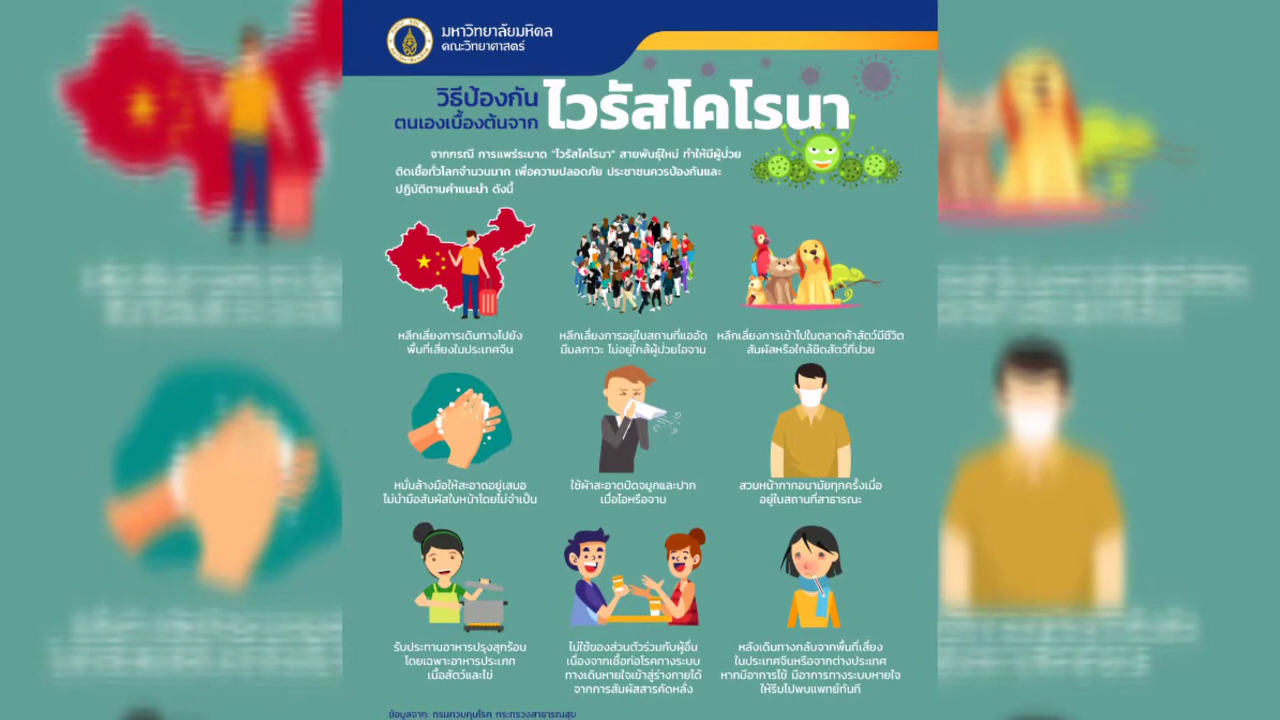 มหาวิทยาลัยมหิดล
คณะวิทยาศาสตร์
วิธีป้องกัน
ตนเองเบื้องต้นจาก
ไวรัสโคโรนา
จากกรณี การแพร่ระบาด "ไวรัสโคโรนา" สายพันธุ์ใหม่ ทำให้มีผู้ป่วย
ติดเชื้อทั่วโลกจำนวนมาก เพื่อความปลอดภัย ประชาชนควรป้องกันและ
ปฏิบัติตามคำแนะนำ ดังนี้
หลีกเลี่ยงการเดินทางไปยัง
พื้นที่เสี่ยงในประเทศจีน
หลีกเลี่ยงการอยู่ในสถานที่แออัด
มีมลภาวะ ไม่อยู่ใกล้ผู้ป่วยไอจาม
หลีกเลี่ยงการเข้าไปในตลาดค้าสัตว์มีชีวิต
สัมผัสหรือใกล้ชิดสัตว์ที่ป่วย
หมั่นล้างมือให้สะอาดอยู่เสมอ
ไม่นำมือสัมผัสใบหน้าโดยไม่จำเป็น
ใช้ผ้าสะอาดปิดจมูกและปาก
เมื่อไอหรือจาม
สวมหน้ากากอนามัยทุกครั้งเมื่อ
อยู่ในสถานที่สาธารณะ
รับประทานอาหารปรุงสุกร้อน
โดยเฉพาะอาหารประเภท
เนื้อสัตว์และไข่
ไม่ใช้ของส่วนตัวร่วมกับผู้อื่น
เนื่องจากเชื้อก่อโรคทางระบบ
ทางเดินหายใจเข้าสู่ร่างกายได้
จากการสัมผัสสารคัดหลั่ง
หลังเดินทางกลับจากพื้นที่เสี่ยง
ในประเทศจีนหรือจากต่างประเทศ
หากมีอาการไข้ มีอาการทางระบบหายใจ
ให้รีบไปพบแพทย์ทันที
ข้อมูลจาก: กรมควบคุมโรค กระทรวงสาธารณสุข